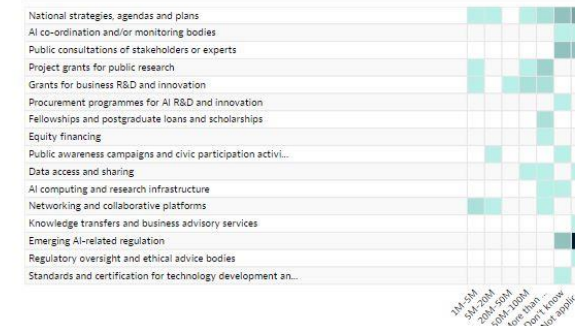 National strategies, agendas and plans
AI co-ordination and/or monitoring bodies
Public consultations of stakeholders or experts
Project grants for public research
Grants for business R&D and innovation
Procurement programmes for AI R&D and innovation
Fellowships and postgraduate loans and scholarships
Equity financing
Public awareness campaigns and civic participation activi...
Data access and sharing
AI computing and research infrastructure
Networking and collaborative platforms
Knowledge transfers and business advisory services
Emerging AI-related regulation
Regulatory oversight and ethical advice bodies
Standards and certification for technology development an...
1M-5M
5M-20M
20M-50M
50M-100M
than ...
Don't know